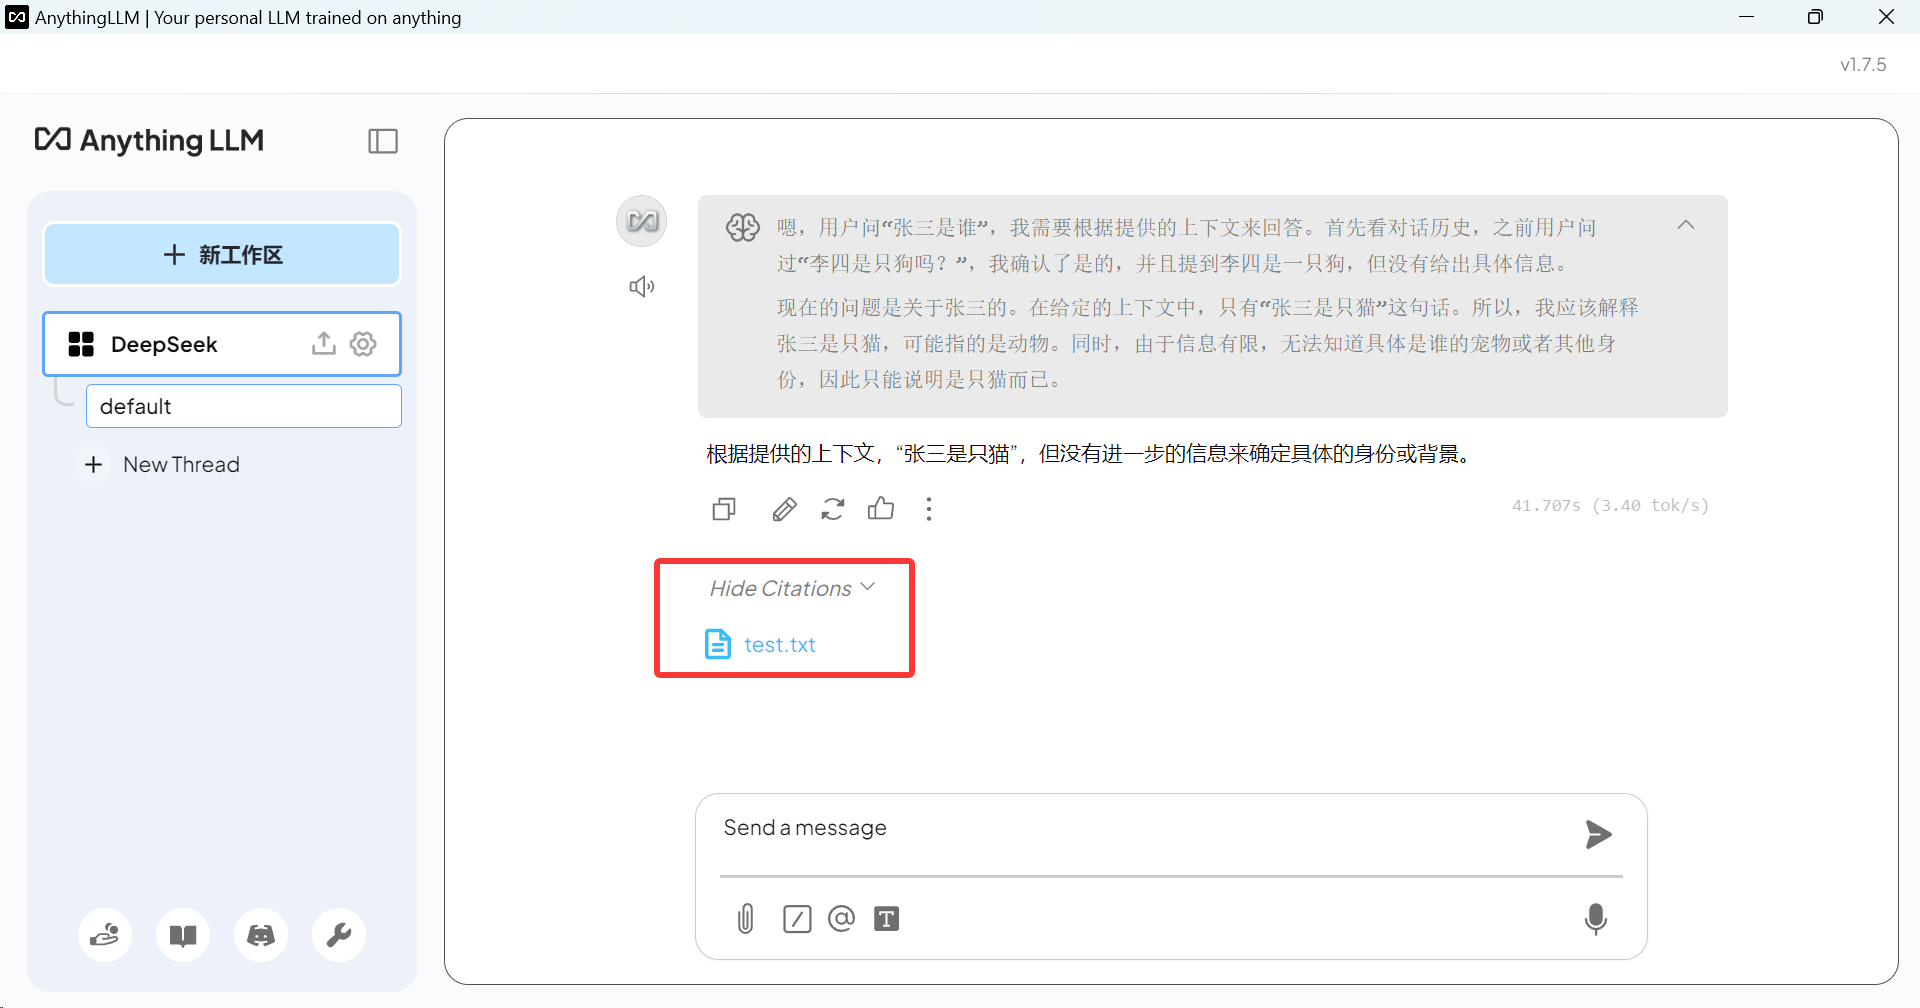 AnythingLLM | Your personal LLM trained on anything
v1.7.5
Anything LLM
新工作区
DeepSeek
default
New Thread
嗯，用户问“张三是谁”，我需要根据提供的上下文来回答。首先看对话历史，之前用户问
过“李四是只狗吗？”，我确认了是的，并且提到李四是一只狗，但没有给出具体信息。
现在的问题是关于张三的。在给定的上下文中，只有“张三是只猫”这句话。所以，我应该解释
张三是只猫，可能指的是动物。同时，由于信息有限，无法知道具体是谁的宠物或者其他身
份，因此只能说明是只猫而已。
根据提供的上下文，“张三是只猫”，但没有进一步的信息来确定具体的身份或背景。
41.707s (3.40 tok/s)
Hide Citations
test.txt
Send a message